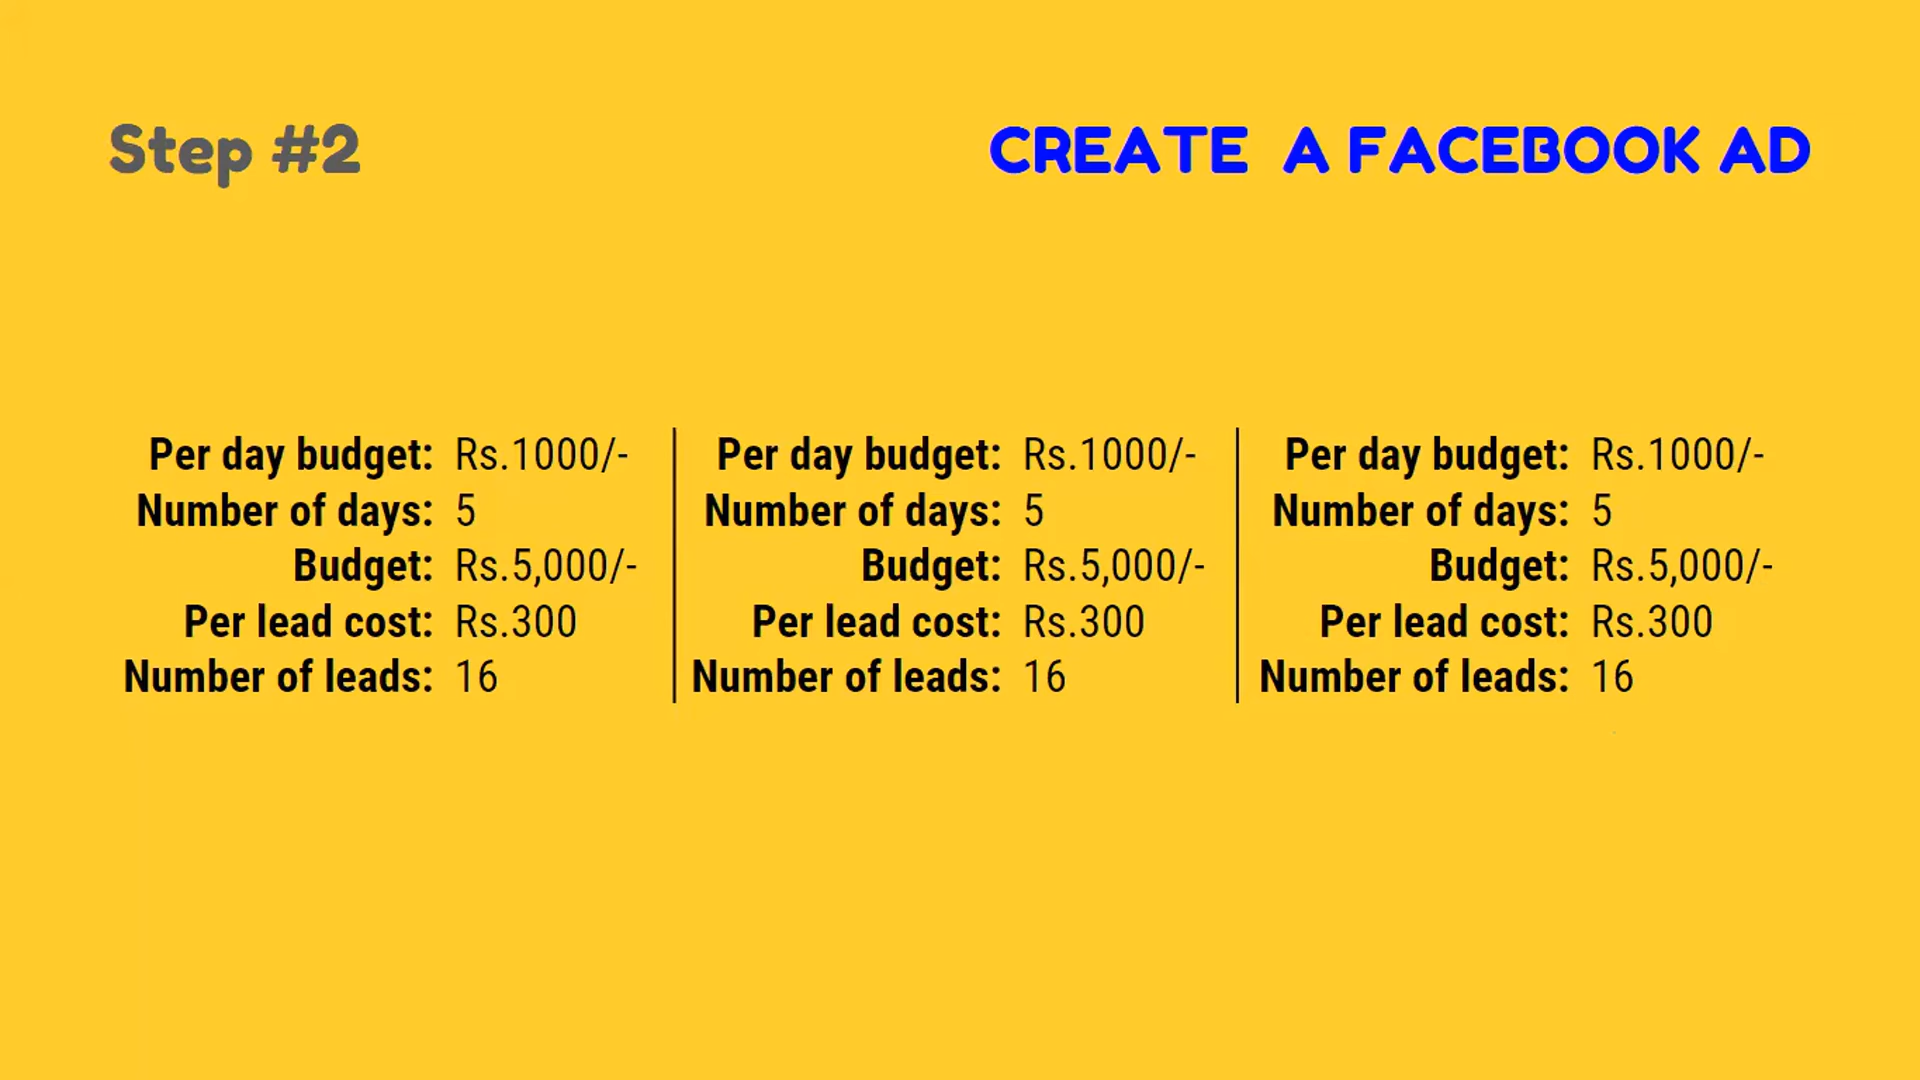 Step #2
CREATE A FACEBOOK AD
Per day budget: Rs.1000/-
Number of days: 5
Budget: Rs.5,000/-
Per lead cost: Rs.300
Number of leads: 16
Per day budget: Rs.1000/-
Number of days: 5
Budget: Rs.5,000/-
Per lead cost: Rs.300
Number of leads: 16
Per day budget: Rs.1000/-
Number of days: 5
Budget: Rs.5,000/-
Per lead cost: Rs.300
Number of leads: 16